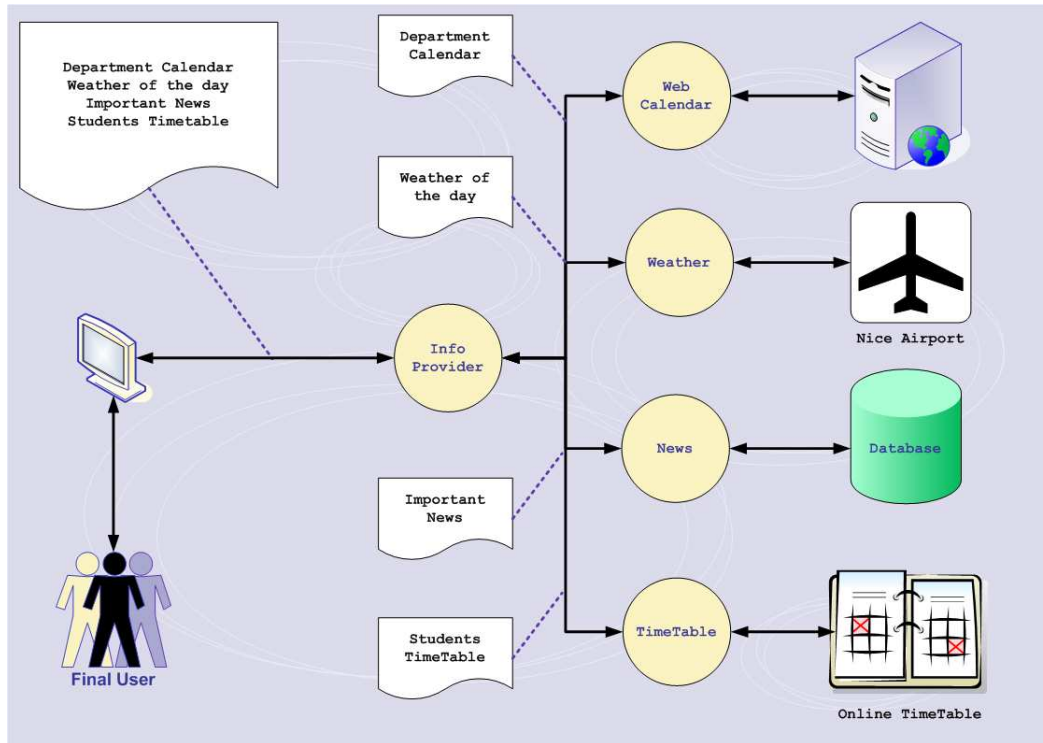 Department Calendar
Weather of the day
Important News
Students Timetable
Department
Calendar
Web
Calendar
Weather of
the day
Weather
Nice Airport
Info
Provider
News
Database
Important
News
Students
TimeTable
TimeTable
Online TimeTable
Final User